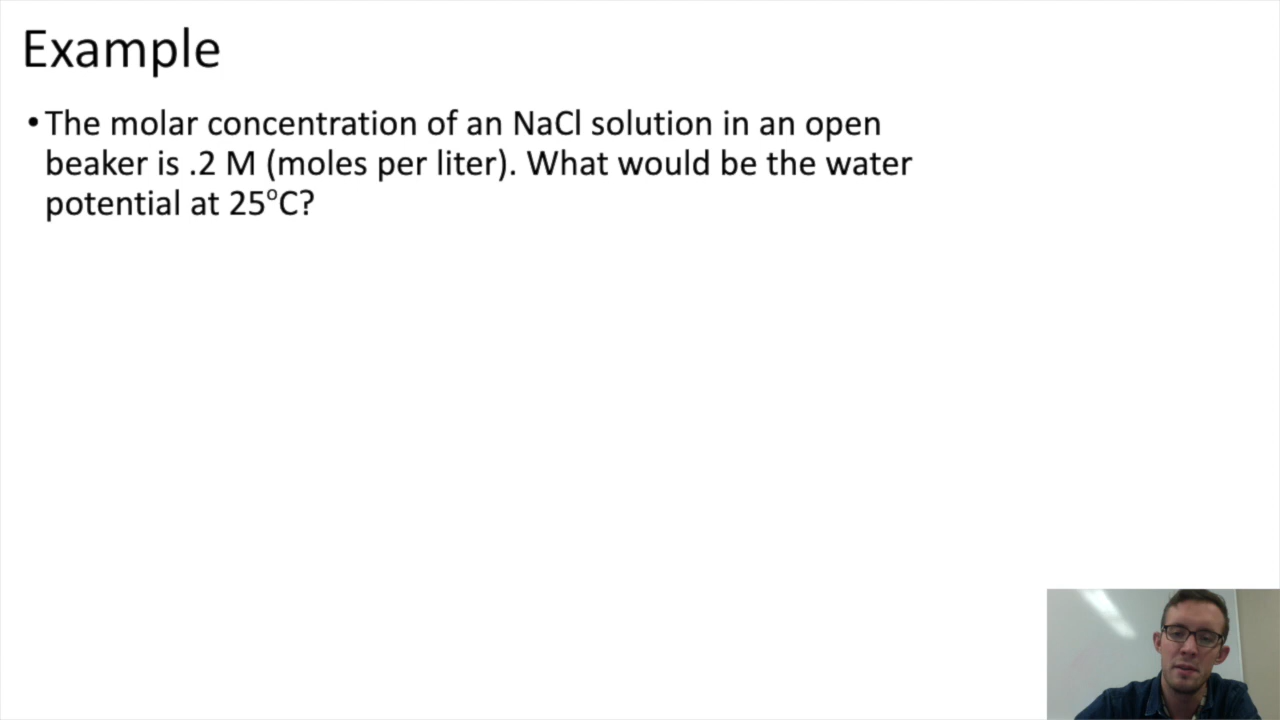 Example
•The molar concentration of an NaCl solution in an open
beaker is .2 M (moles per liter). What would be the water
potential at 25°C?